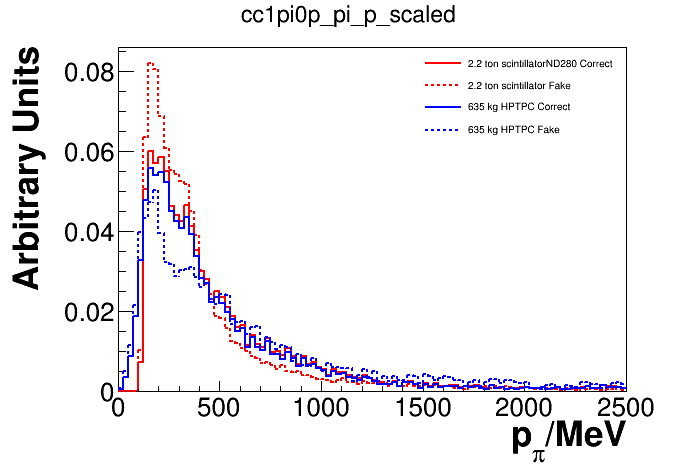 cc1pi0p_pi_p_scaled
Arbitrary Units
0.08
0.06
0.04
0.02
0
2.2 ton scintillatorND280 Correct
2.2 ton scintillator Fake
635 kg HPTPC Correct
635 kg HPTPC Fake
0 500 1000 1500 2000 2500
pπ/MeV